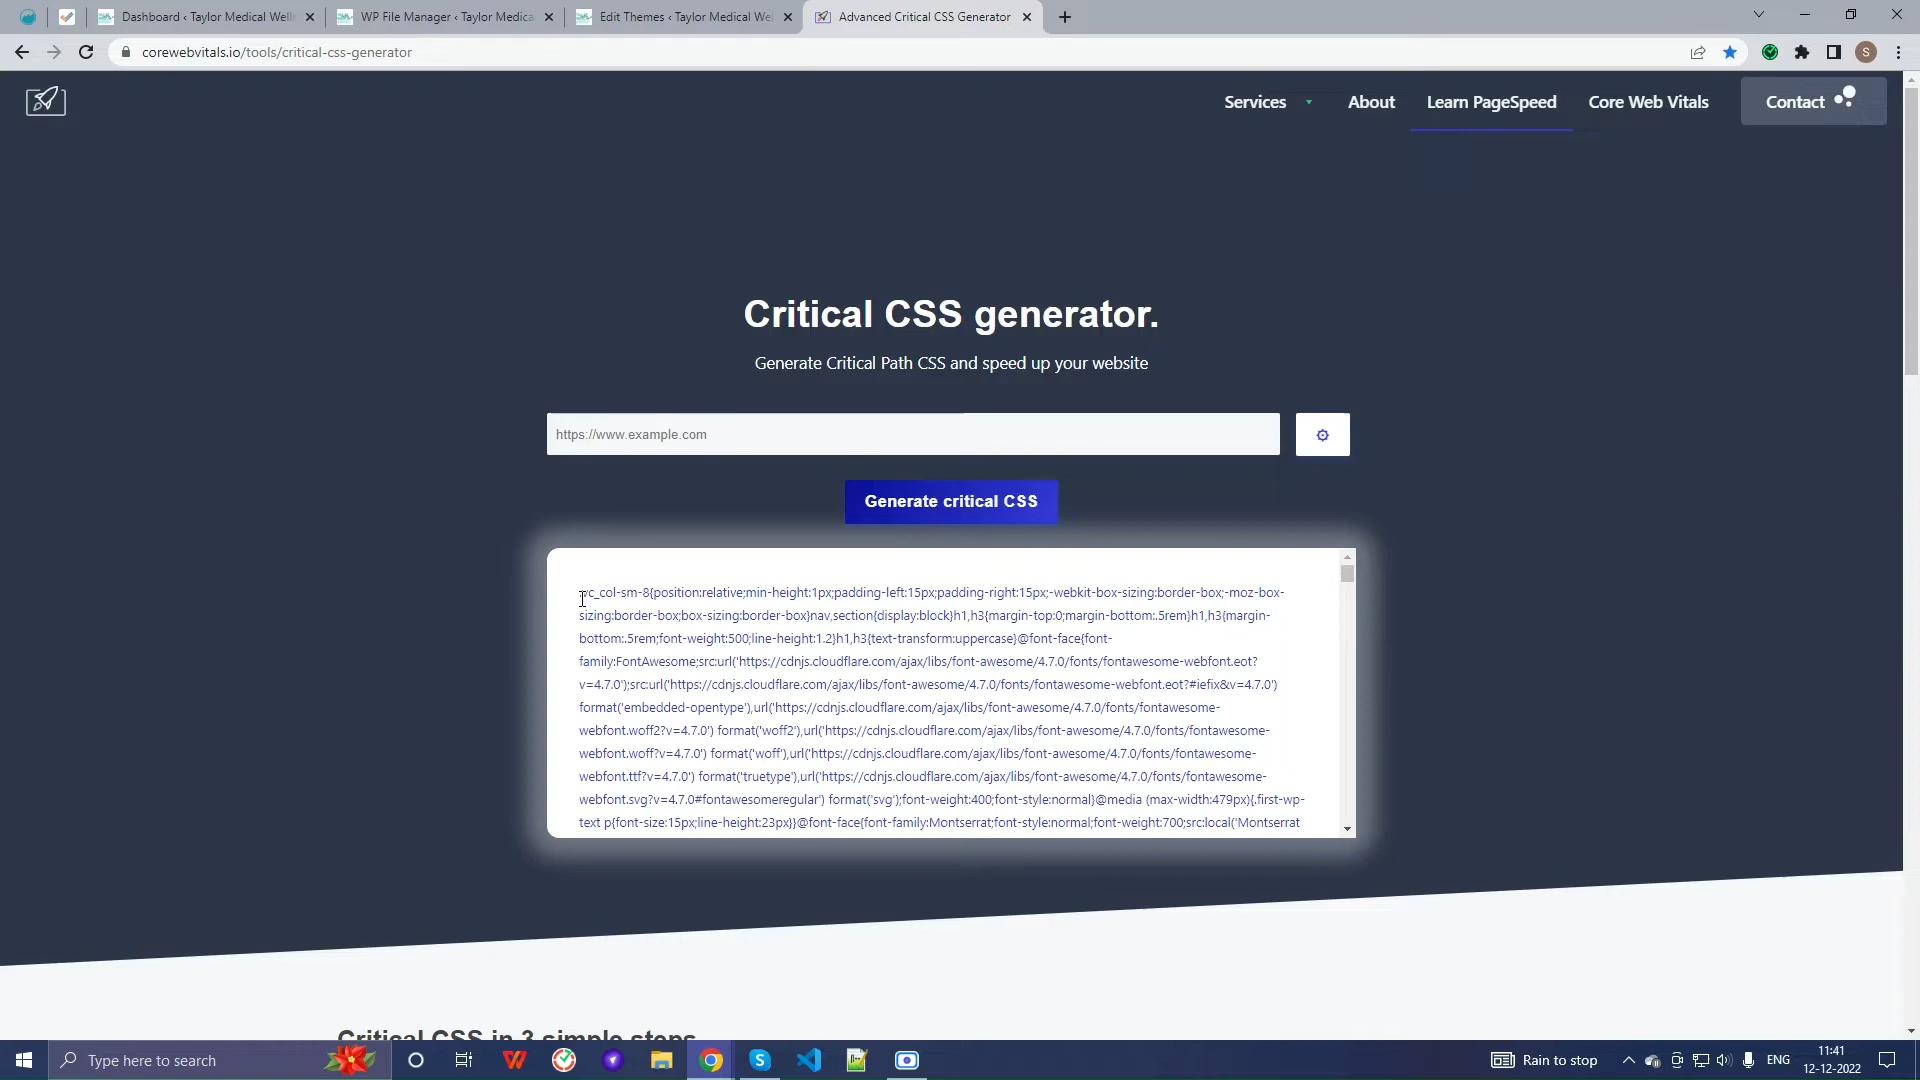 Dashboard ‹ Taylor Medical Well
WP File Manager ‹ Taylor Medica
Edit Themes ‹ Taylor Medical Wel
Advanced Critical CSS Generator
corewebvitals.io/tools/critical-css-generator
S
Services
About
Learn PageSpeed
Core Web Vitals
Contact
Critical CSS generator.
Generate Critical Path CSS and speed up your website
https://www.example.com
Generate critical CSS
vc_col-sm-8{position:relative;min-height:1px;padding-left:15px;padding-right:15px;-webkit-box-sizing:border-box;-moz-box-
sizing:border-box;box-sizing:border-box}nav,section{display:block}h1,h3{margin-top:0;margin-bottom:.5rem}h1,h3{margin-
bottom:.5rem;font-weight:500;line-height:1.2}h1,h3{text-transform:uppercase}@font-face{font-
family:FontAwesome;src:url('https://cdnjs.cloudflare.com/ajax/libs/font-awesome/4.7.0/fonts/fontawesome-webfont.eot?
v=4.7.0');src:url('https://cdnjs.cloudflare.com/ajax/libs/font-awesome/4.7.0/fonts/fontawesome-webfont.eot?#iefix&v=4.7.0')
format('embedded-opentype'),url('https://cdnjs.cloudflare.com/ajax/libs/font-awesome/4.7.0/fonts/fontawesome-
webfont.woff2?v=4.7.0') format('woff2'),url('https://cdnjs.cloudflare.com/ajax/libs/font-awesome/4.7.0/fonts/fontawesome-
webfont.woff?v=4.7.0') format('woff'),url('https://cdnjs.cloudflare.com/ajax/libs/font-awesome/4.7.0/fonts/fontawesome-
webfont.ttf?v=4.7.0') format('truetype'),url('https://cdnjs.cloudflare.com/ajax/libs/font-awesome/4.7.0/fonts/fontawesome-
webfont.svg?v=4.7.0#fontawesomeregular') format('svg');font-weight:400;font-style:normal}@media (max-width:479px){.first-wp-
text p{font-size:15px;line-height:23px}}@font-face{font-family:Montserrat;font-style:normal;font-weight:700;src:local('Montserrat
Critical CSS in 3 simple steps
Type here to search
Rain to stop
ENG
11:41
12-12-2022